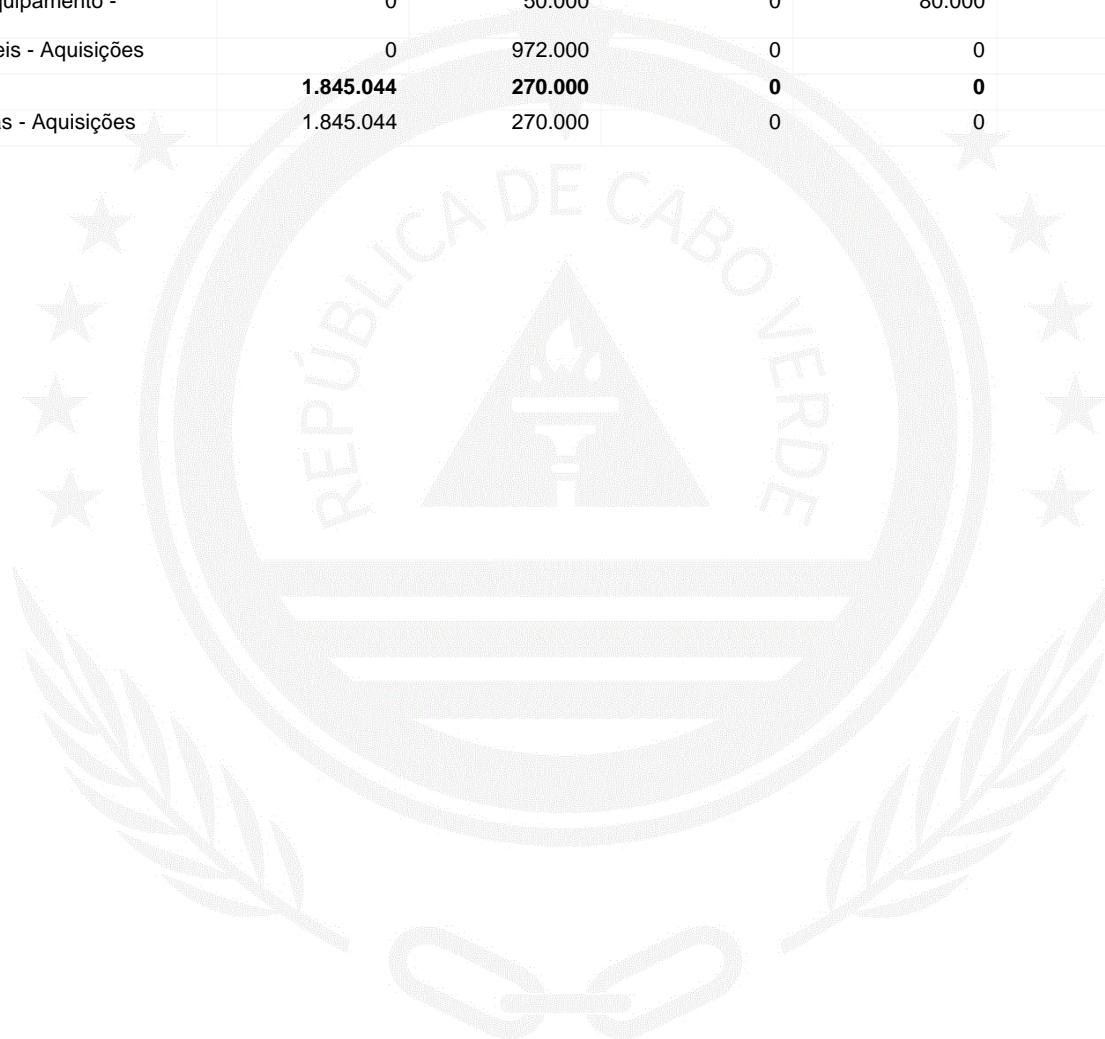 quipamento - 0 50.000 0 80.000
eis - Aquisições 0 972.000 0 0
1.845.044 270.000 0 0
as - Aquisições 1.845.044 270.000 0 0
REPÚBLICA DE CABO VERDE